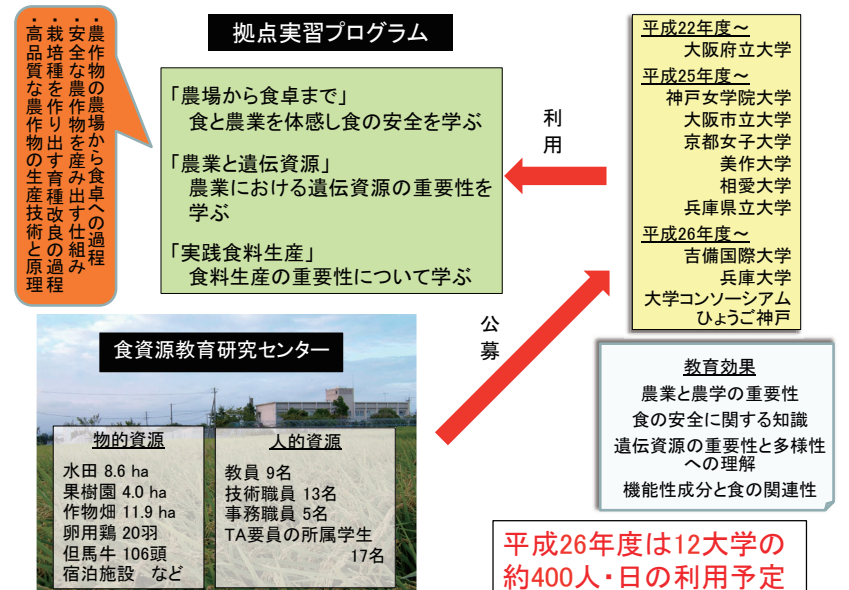 ・農作物の農場から食卓への過程
・安全な農作物を産み出す仕組み
・栽培種を作り出す育種改良の過程
・高品質な農作物の生産技術と原理
拠点実習プログラム
「農場から食卓まで」
食と農業を体感し食の安全を学ぶ
「農業と遺伝資源」
農業における遺伝資源の重要性を
学ぶ
「実践食料生産」
食料生産の重要性について学ぶ
利用
平成22年度~
大阪府立大学
平成25年度~
神戸女学院大学
大阪市立大学
京都女子大学
美作大学
相愛大学
兵庫県立大学
平成26年度~
吉備国際大学
兵庫大学
大学コンソーシアム
ひょうご神戸
公募
食資源教育研究センター
物的資源
水田 8.6 ha
果樹園 4.0 ha
作物畑 11.9 ha
卵用鶏 20羽
但馬牛 106頭
宿泊施設 など
人的資源
教員 9名
技術職員 13名
事務職員 5名
TA要員の所属学生
17名
教育効果
農業と農学の重要性
食の安全に関する知識
遺伝資源の重要性と多様性
への理解
機能性成分と食の関連性
平成26年度は12大学の
約400人・日の利用予定